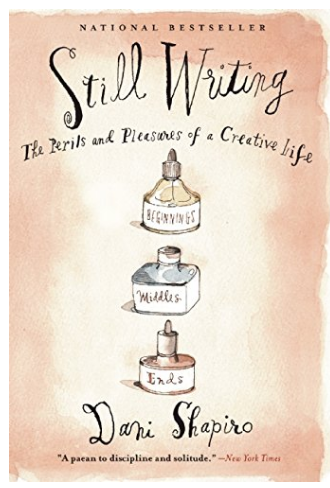 NATIONAL BESTSELLER
Still Writing
The Perils and Pleasures of a Creative Life
BEGINNINGS
Middles
Ends
Dani Shapiro
"A paean to discipline and solitude." —New York Times